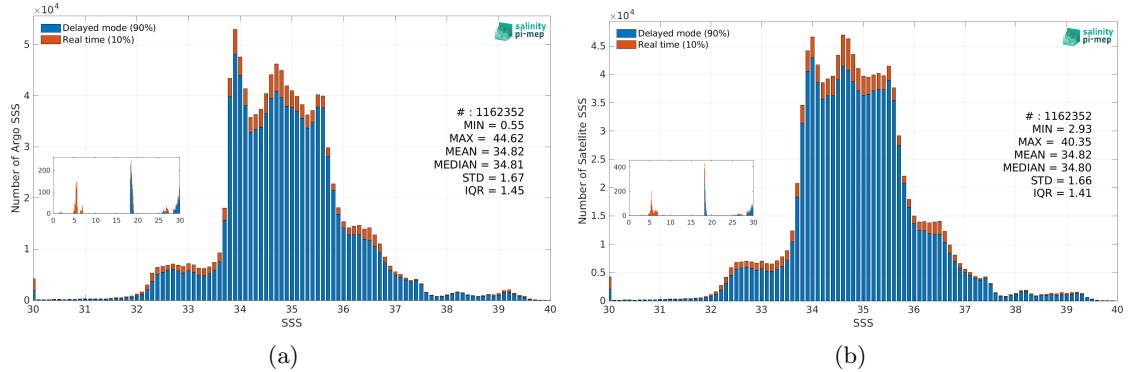 ×10⁴
Delayed mode (90%)
Real time (10%)
salinity
pi-mep
5
4
3
2
1
0
Number of Argo SSS
# : 1162352
MIN = 0.55
MAX = 44.62
MEAN = 34.82
MEDIAN = 34.81
STD = 1.67
IQR = 1.45
200
100
0
0 5 10 15 20 25 30
30 31 32 33 34 35 36 37 38 39 40
SSS
(a)
×10⁴
Delayed mode (90%)
Real time (10%)
salinity
pi-mep
4.5
4
3.5
3
2.5
2
1.5
1
0.5
0
Number of Satellite SSS
# : 1162352
MIN = 2.93
MAX = 40.35
MEAN = 34.82
MEDIAN = 34.80
STD = 1.66
IQR = 1.41
400
200
0
0 5 10 15 20 25 30
30 31 32 33 34 35 36 37 38 39 40
SSS
(b)